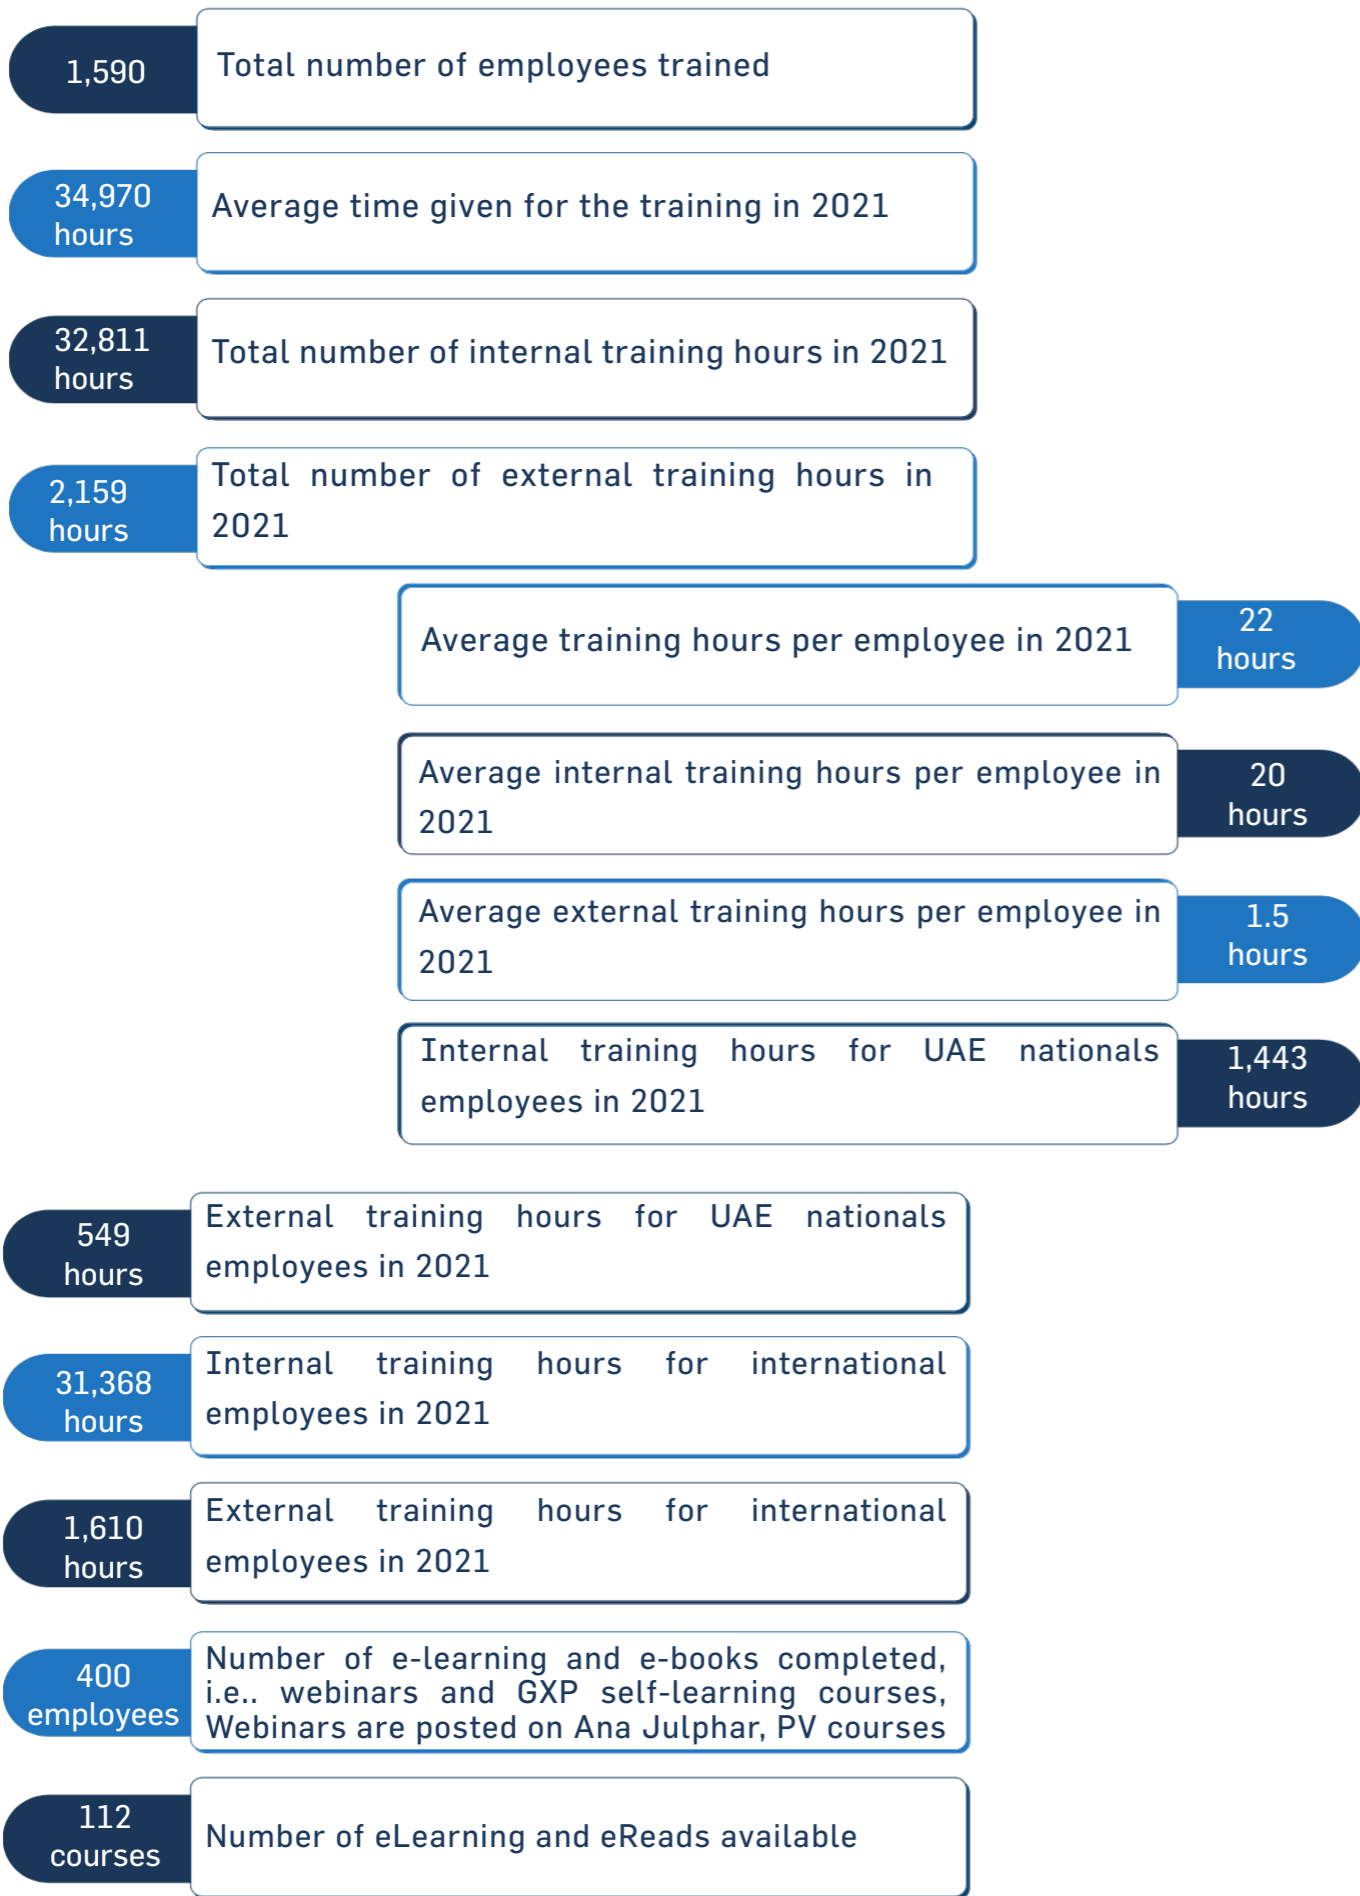 1,590
Total number of employees trained
34,970
hours
Average time given for the training in 2021
32,811
hours
Total number of internal training hours in 2021
2,159
hours
Total number of external training hours in
2021
Average training hours per employee in 2021
22
hours
Average internal training hours per employee in
2021
20
hours
Average external training hours per employee in
2021
1.5
hours
Internal training hours for UAE nationals
employees in 2021
1,443
hours
549
hours
External training hours for UAE nationals
employees in 2021
31,368
hours
Internal training hours for international
employees in 2021
1,610
hours
External training hours for international
employees in 2021
400
employees
Number of e-learning and e-books completed,
i.e.. webinars and GXP self-learning courses,
Webinars are posted on Ana Julphar, PV courses
112
courses
Number of eLearning and eReads available